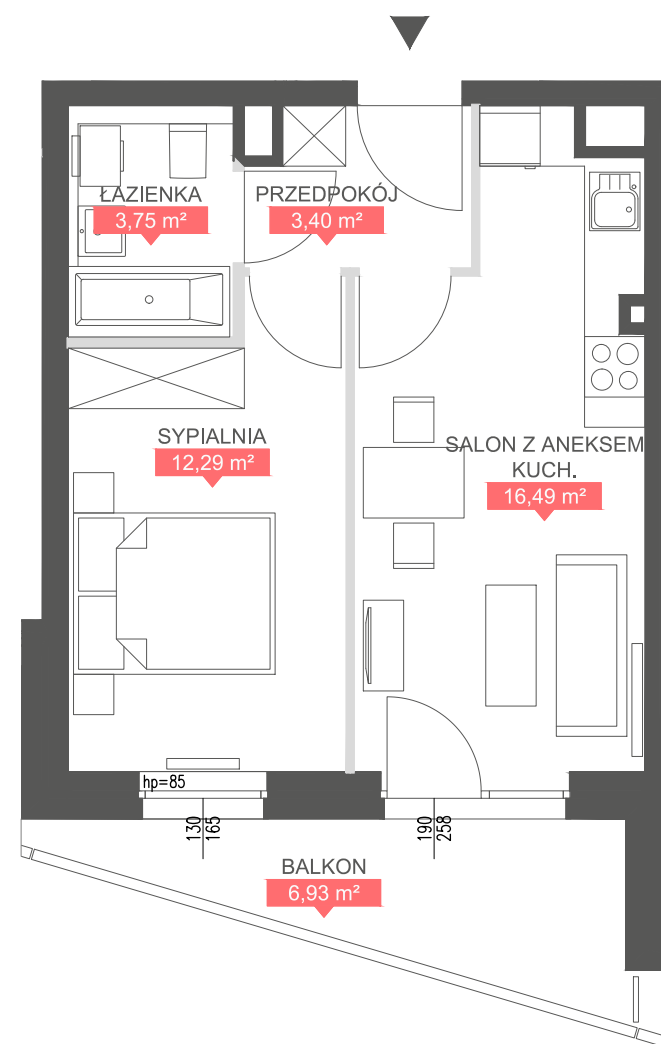 ŁAZIENKA
3,75 m²
PRZEDPOKÓJ
3,40 m²
SYPIALNIA
12,29 m²
SALON Z ANEKSEM
KUCH.
16,49 m²
hp=85
130
165
190
258
BALKON
6,93 m²